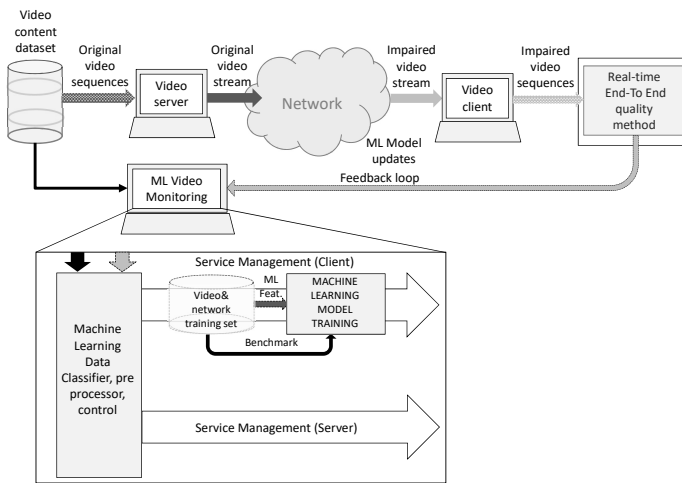 Video
content
dataset
Original
video
sequences
Video
server
Original
video
stream
Network
Impaired
video
stream
Video
client
Impaired
video
sequences
Real-time
End-To End
quality
method
ML Model
updates
Feedback loop
ML Video
Monitoring
Service Management (Client)
Machine
Learning
Data
Classifier, pre
processor,
control
Video&
network
training set
ML
Feat.
MACHINE
LEARNING
MODEL
TRAINING
Benchmark
Service Management (Server)